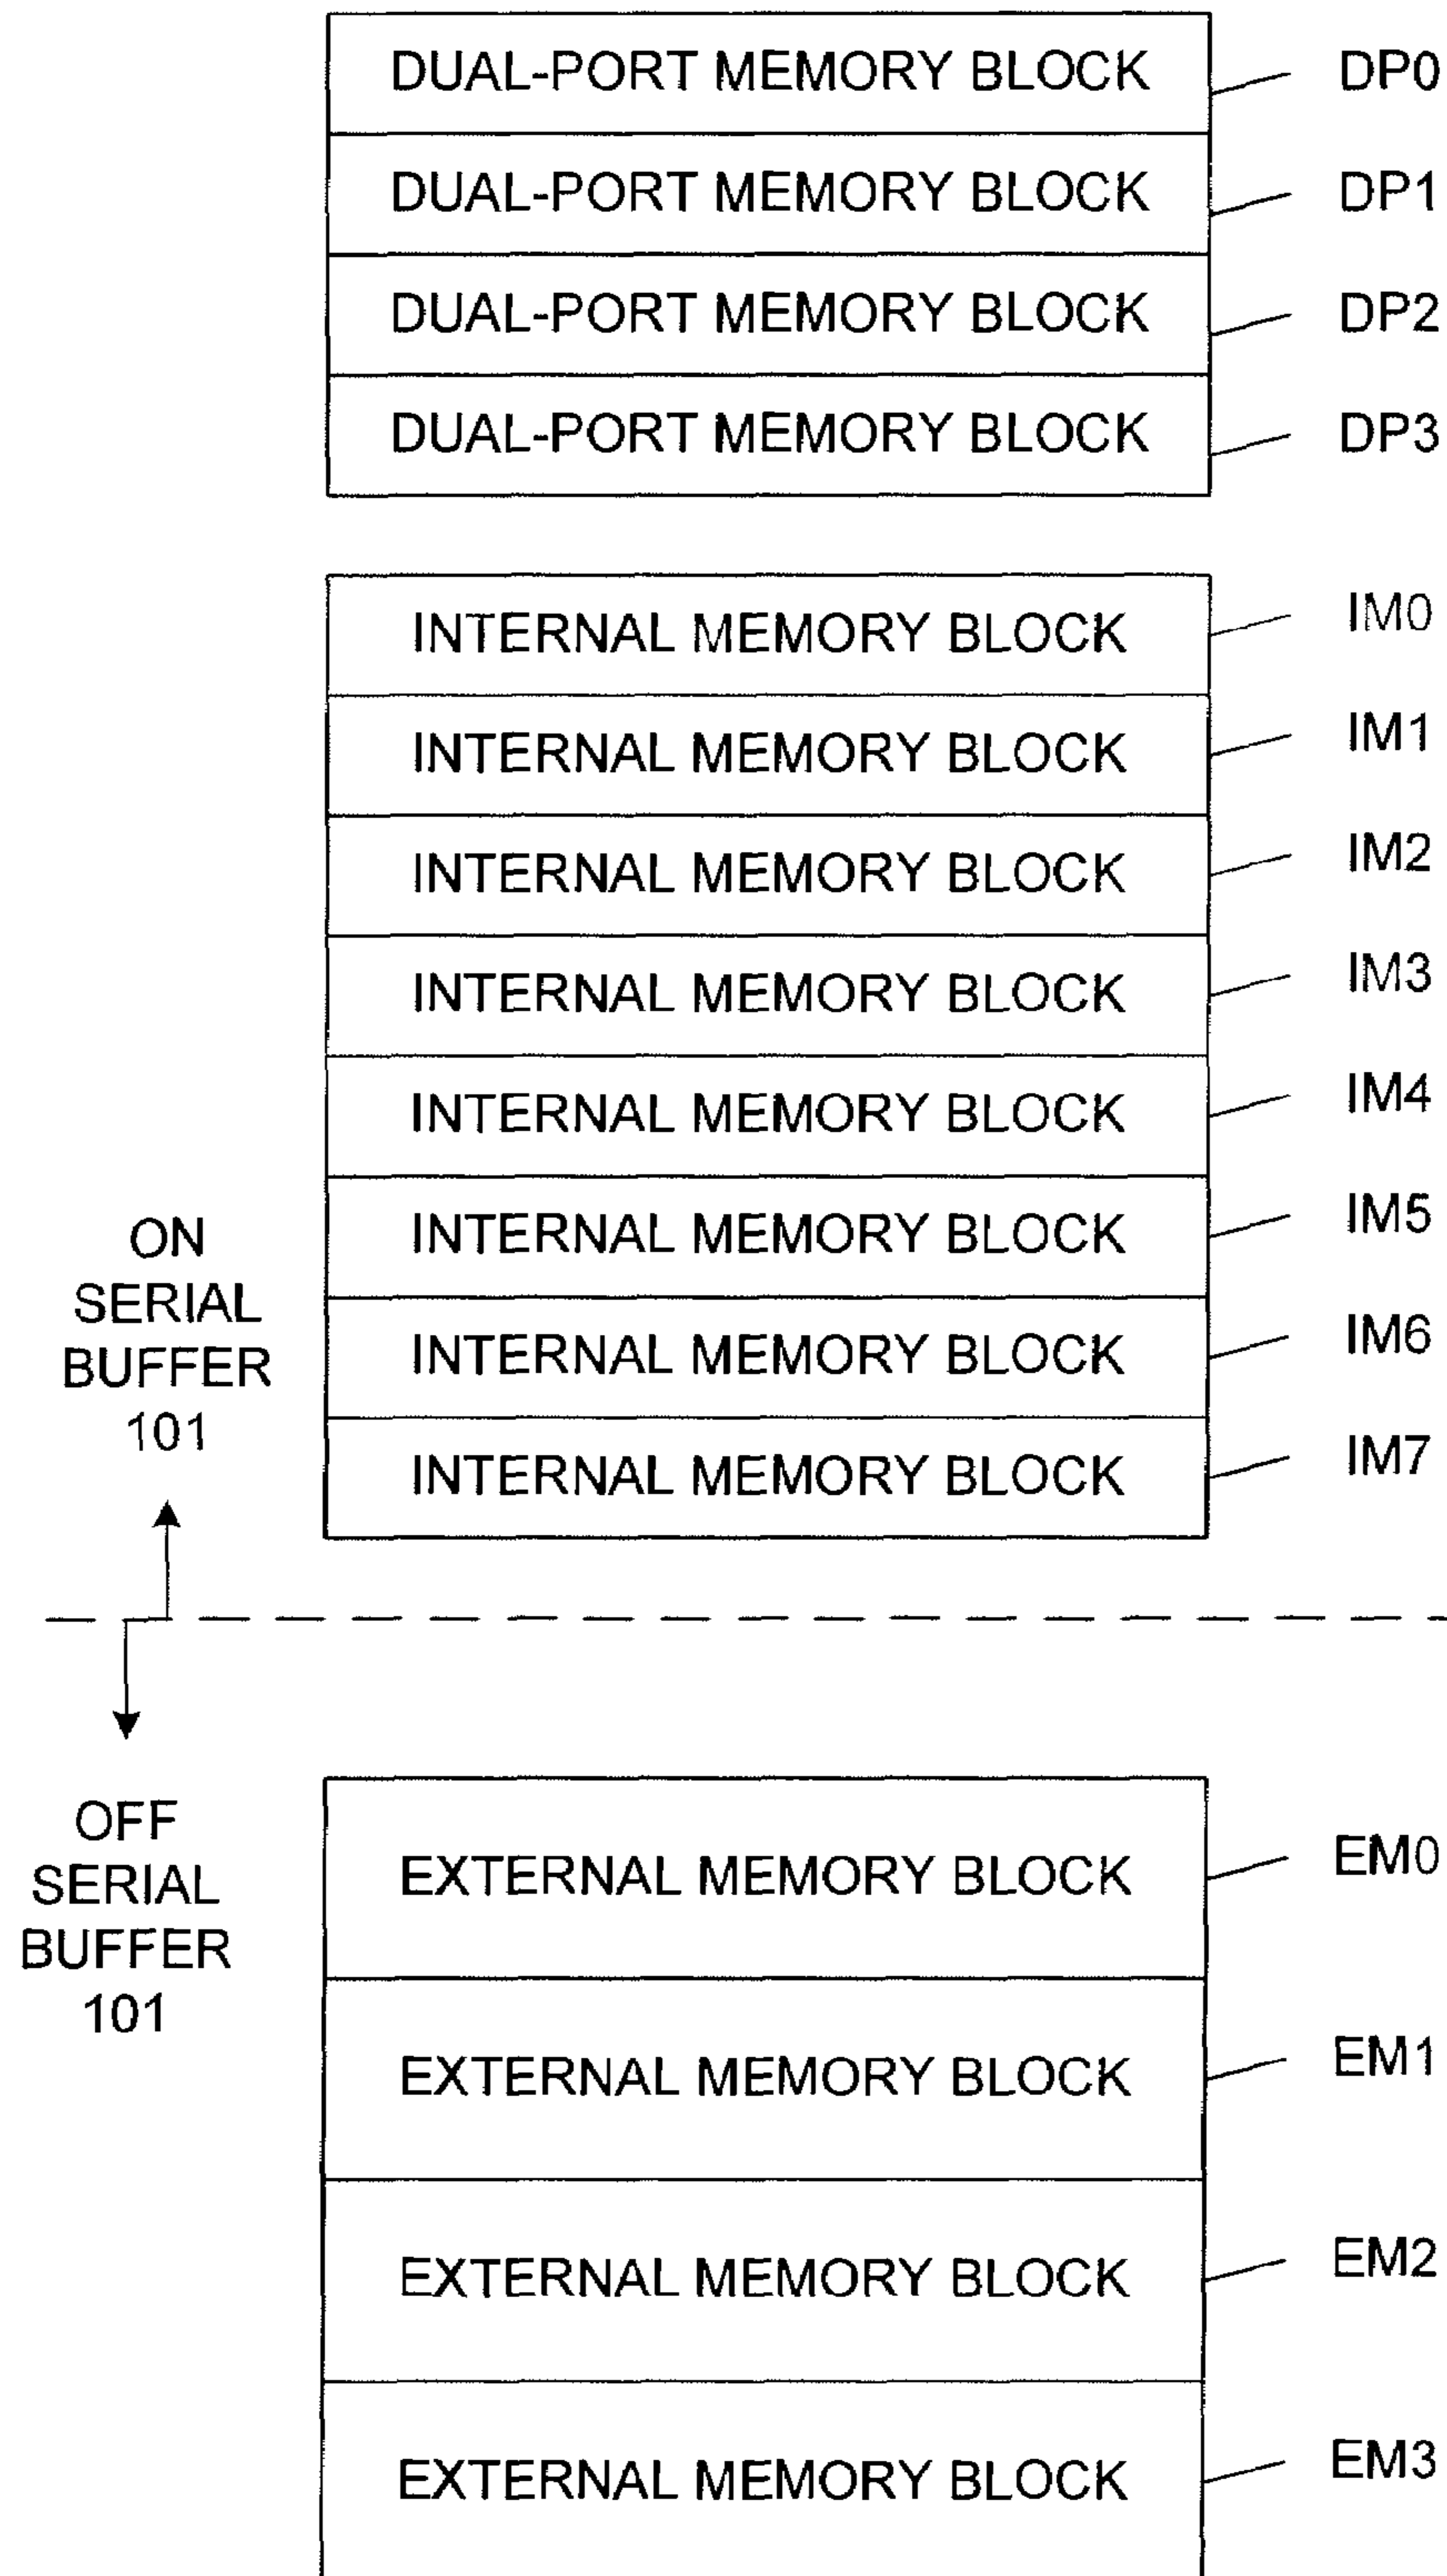 DUAL-PORT MEMORY BLOCK DP0
DUAL-PORT MEMORY BLOCK DP1
DUAL-PORT MEMORY BLOCK DP2
DUAL-PORT MEMORY BLOCK DP3
INTERNAL MEMORY BLOCK IM0
INTERNAL MEMORY BLOCK IM1
INTERNAL MEMORY BLOCK IM2
INTERNAL MEMORY BLOCK IM3
INTERNAL MEMORY BLOCK IM4
INTERNAL MEMORY BLOCK IM5
INTERNAL MEMORY BLOCK IM6
INTERNAL MEMORY BLOCK IM7
ON
SERIAL
BUFFER
101
OFF
SERIAL
BUFFER
101
EXTERNAL MEMORY BLOCK EM0
EXTERNAL MEMORY BLOCK EM1
EXTERNAL MEMORY BLOCK EM2
EXTERNAL MEMORY BLOCK EM3